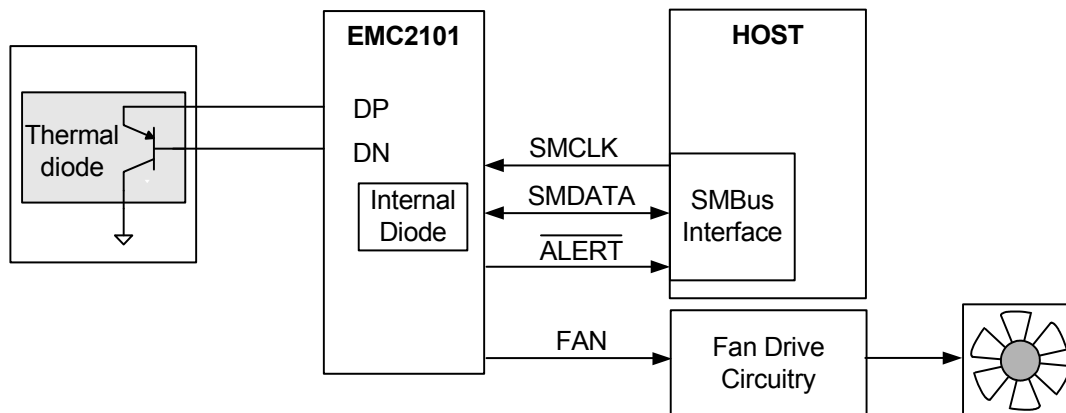 EMC2101
HOST
Thermal
diode
DP
DN
Internal
Diode
SMCLK
SMDATA
ALERT
SMBus
Interface
FAN
Fan Drive
Circuitry